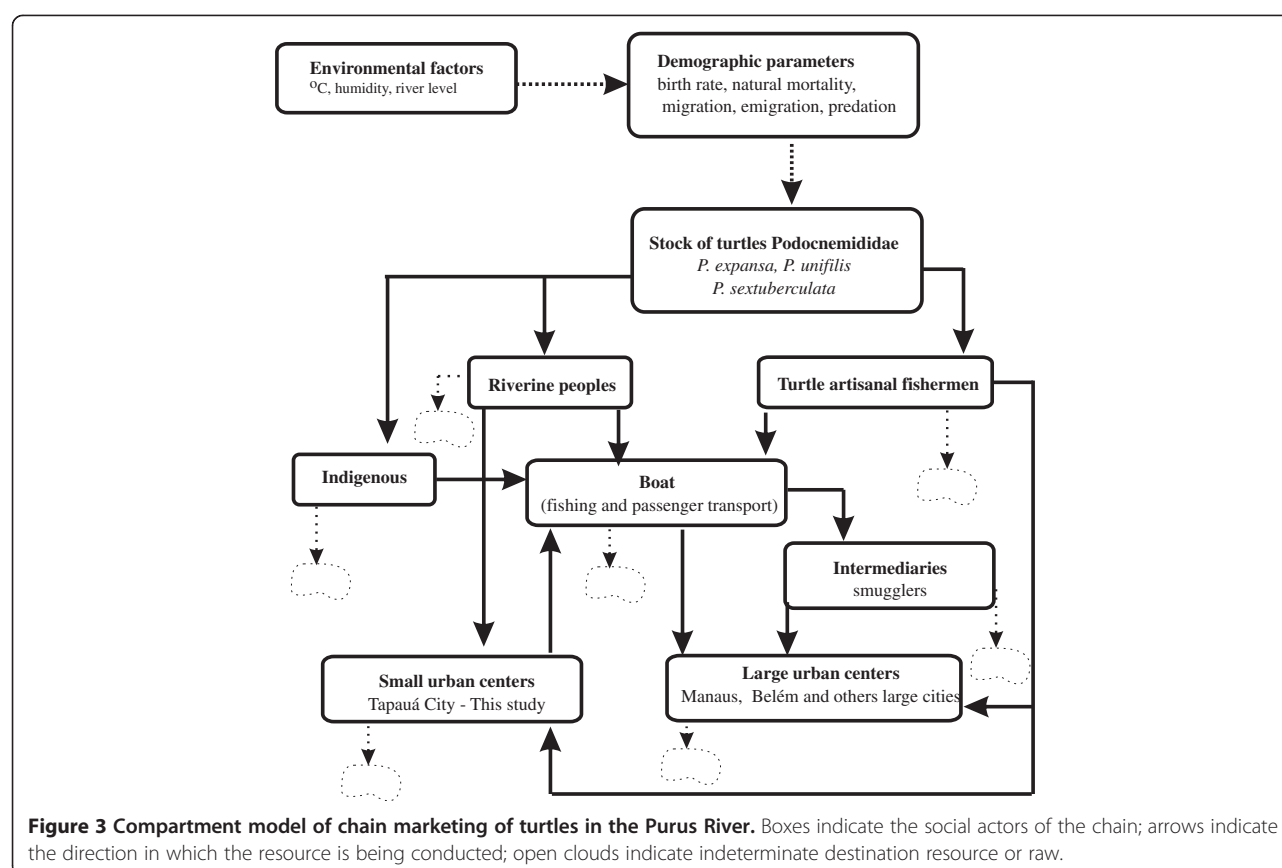 Environmental factors
ºC, humidity, river level
Demographic parameters
birth rate, natural mortality,
migration, emigration, predation
Stock of turtles Podocnemididae
P. expansa, P. unifilis
P. sextuberculata
Riverine peoples
Turtle artisanal fishermen
Indigenous
Boat
(fishing and passenger transport)
Intermediaries
smugglers
Small urban centers
Tapauá City - This study
Large urban centers
Manaus, Belém and others large cities
Figure 3 Compartment model of chain marketing of turtles in the Purus River. Boxes indicate the social actors of the chain; arrows indicate
the direction in which the resource is being conducted; open clouds indicate indeterminate destination resource or raw.